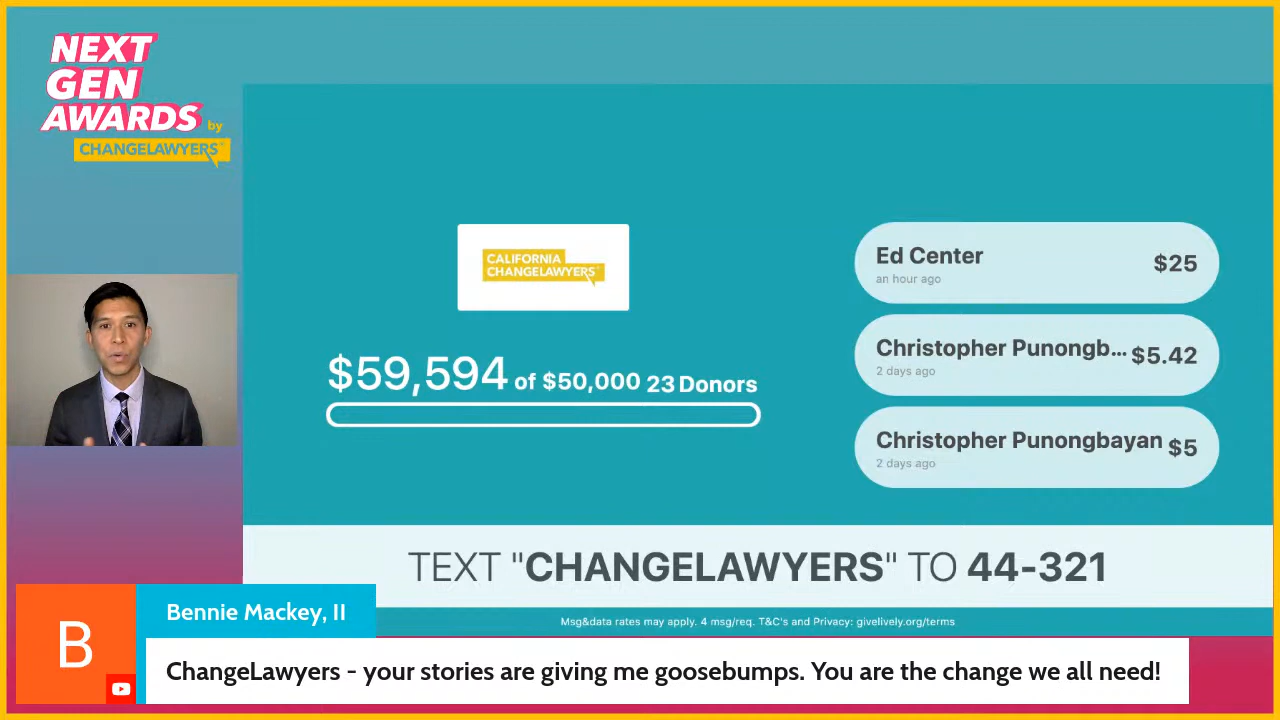 NEXT
GEN
AWARDS by
CHANGELAWYERS
CALIFORNIA
CHANGELAWYERS
$59,594 of $50,000 23 Donors
Ed Center
an hour ago
$25
Christopher Punongb...
2 days ago
$5.42
Christopher Punongbayan
2 days ago
$5
TEXT "CHANGELAWYERS" TO 44-321
Msg&data rates may apply. 4 msg/req. T&C's and Privacy: givelively.org/terms
B
Bennie Mackey, II
ChangeLawyers - your stories are giving me goosebumps. You are the change we all need!